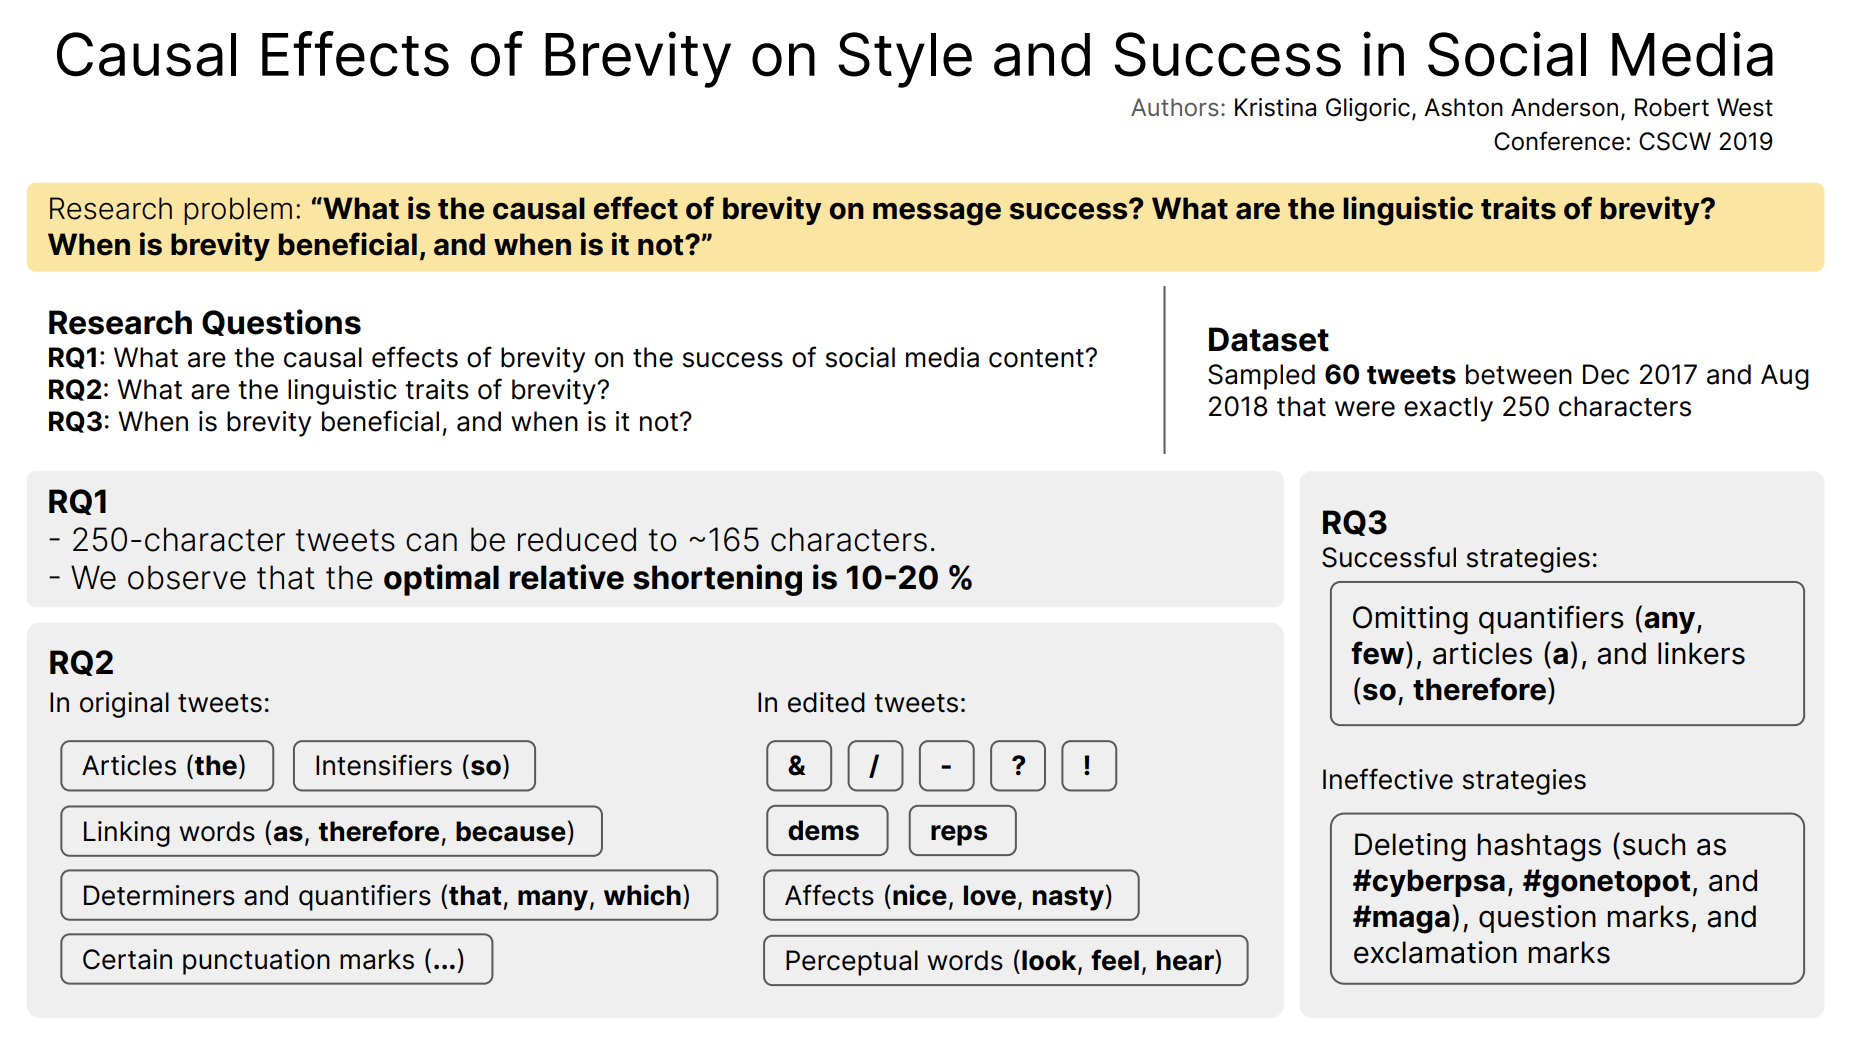 Causal Effects of Brevity on Style and Success in Social Media
Authors: Kristina Gligoric, Ashton Anderson, Robert West
Conference: CSCW 2019
Research problem: “What is the causal effect of brevity on message success? What are the linguistic traits of brevity?
When is brevity beneficial, and when is it not?”
Research Questions
RQ1: What are the causal effects of brevity on the success of social media content?
RQ2: What are the linguistic traits of brevity?
RQ3: When is brevity beneficial, and when is it not?
Dataset
Sampled 60 tweets between Dec 2017 and Aug
2018 that were exactly 250 characters
RQ1
- 250-character tweets can be reduced to ~165 characters.
- We observe that the optimal relative shortening is 10-20 %
RQ2
In original tweets:
Articles (the)
Intensifiers (so)
Linking words (as, therefore, because)
Determiners and quantifiers (that, many, which)
Certain punctuation marks (...)
In edited tweets:
&
/
-
?
!
dems
reps
Affects (nice, love, nasty)
Perceptual words (look, feel, hear)
RQ3
Successful strategies:
Omitting quantifiers (any,
few), articles (a), and linkers
(so, therefore)
Ineffective strategies
Deleting hashtags (such as
#cyberpsa, #gonetopot, and
#maga), question marks, and
exclamation marks